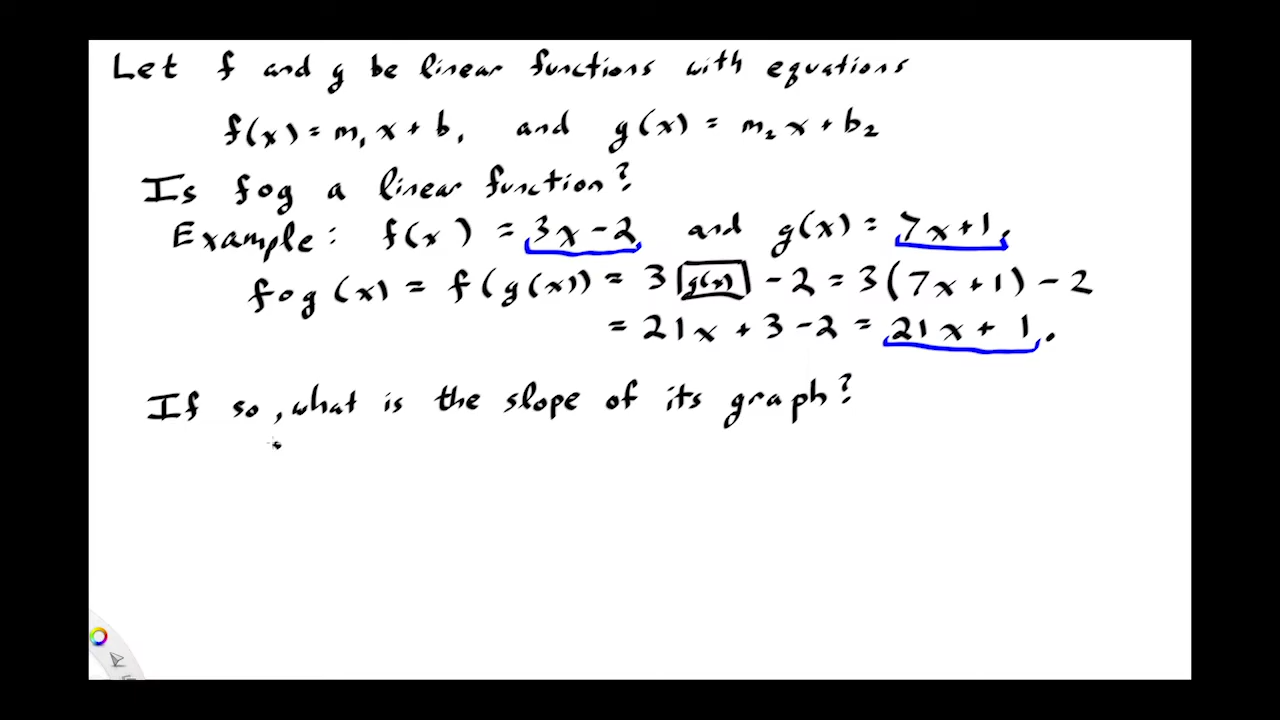 Let f and g be linear functions with equations
f(x) = m₁x + b₁ and g(x) = m₂x + b₂
Is fog a linear function?
Example: f(x) = 3x - 2 and g(x) = 7x + 1.
fog(x) = f(g(x)) = 3 g(x) - 2 = 3(7x + 1) - 2
= 21x + 3 - 2 = 21x + 1.
If so, what is the slope of its graph?